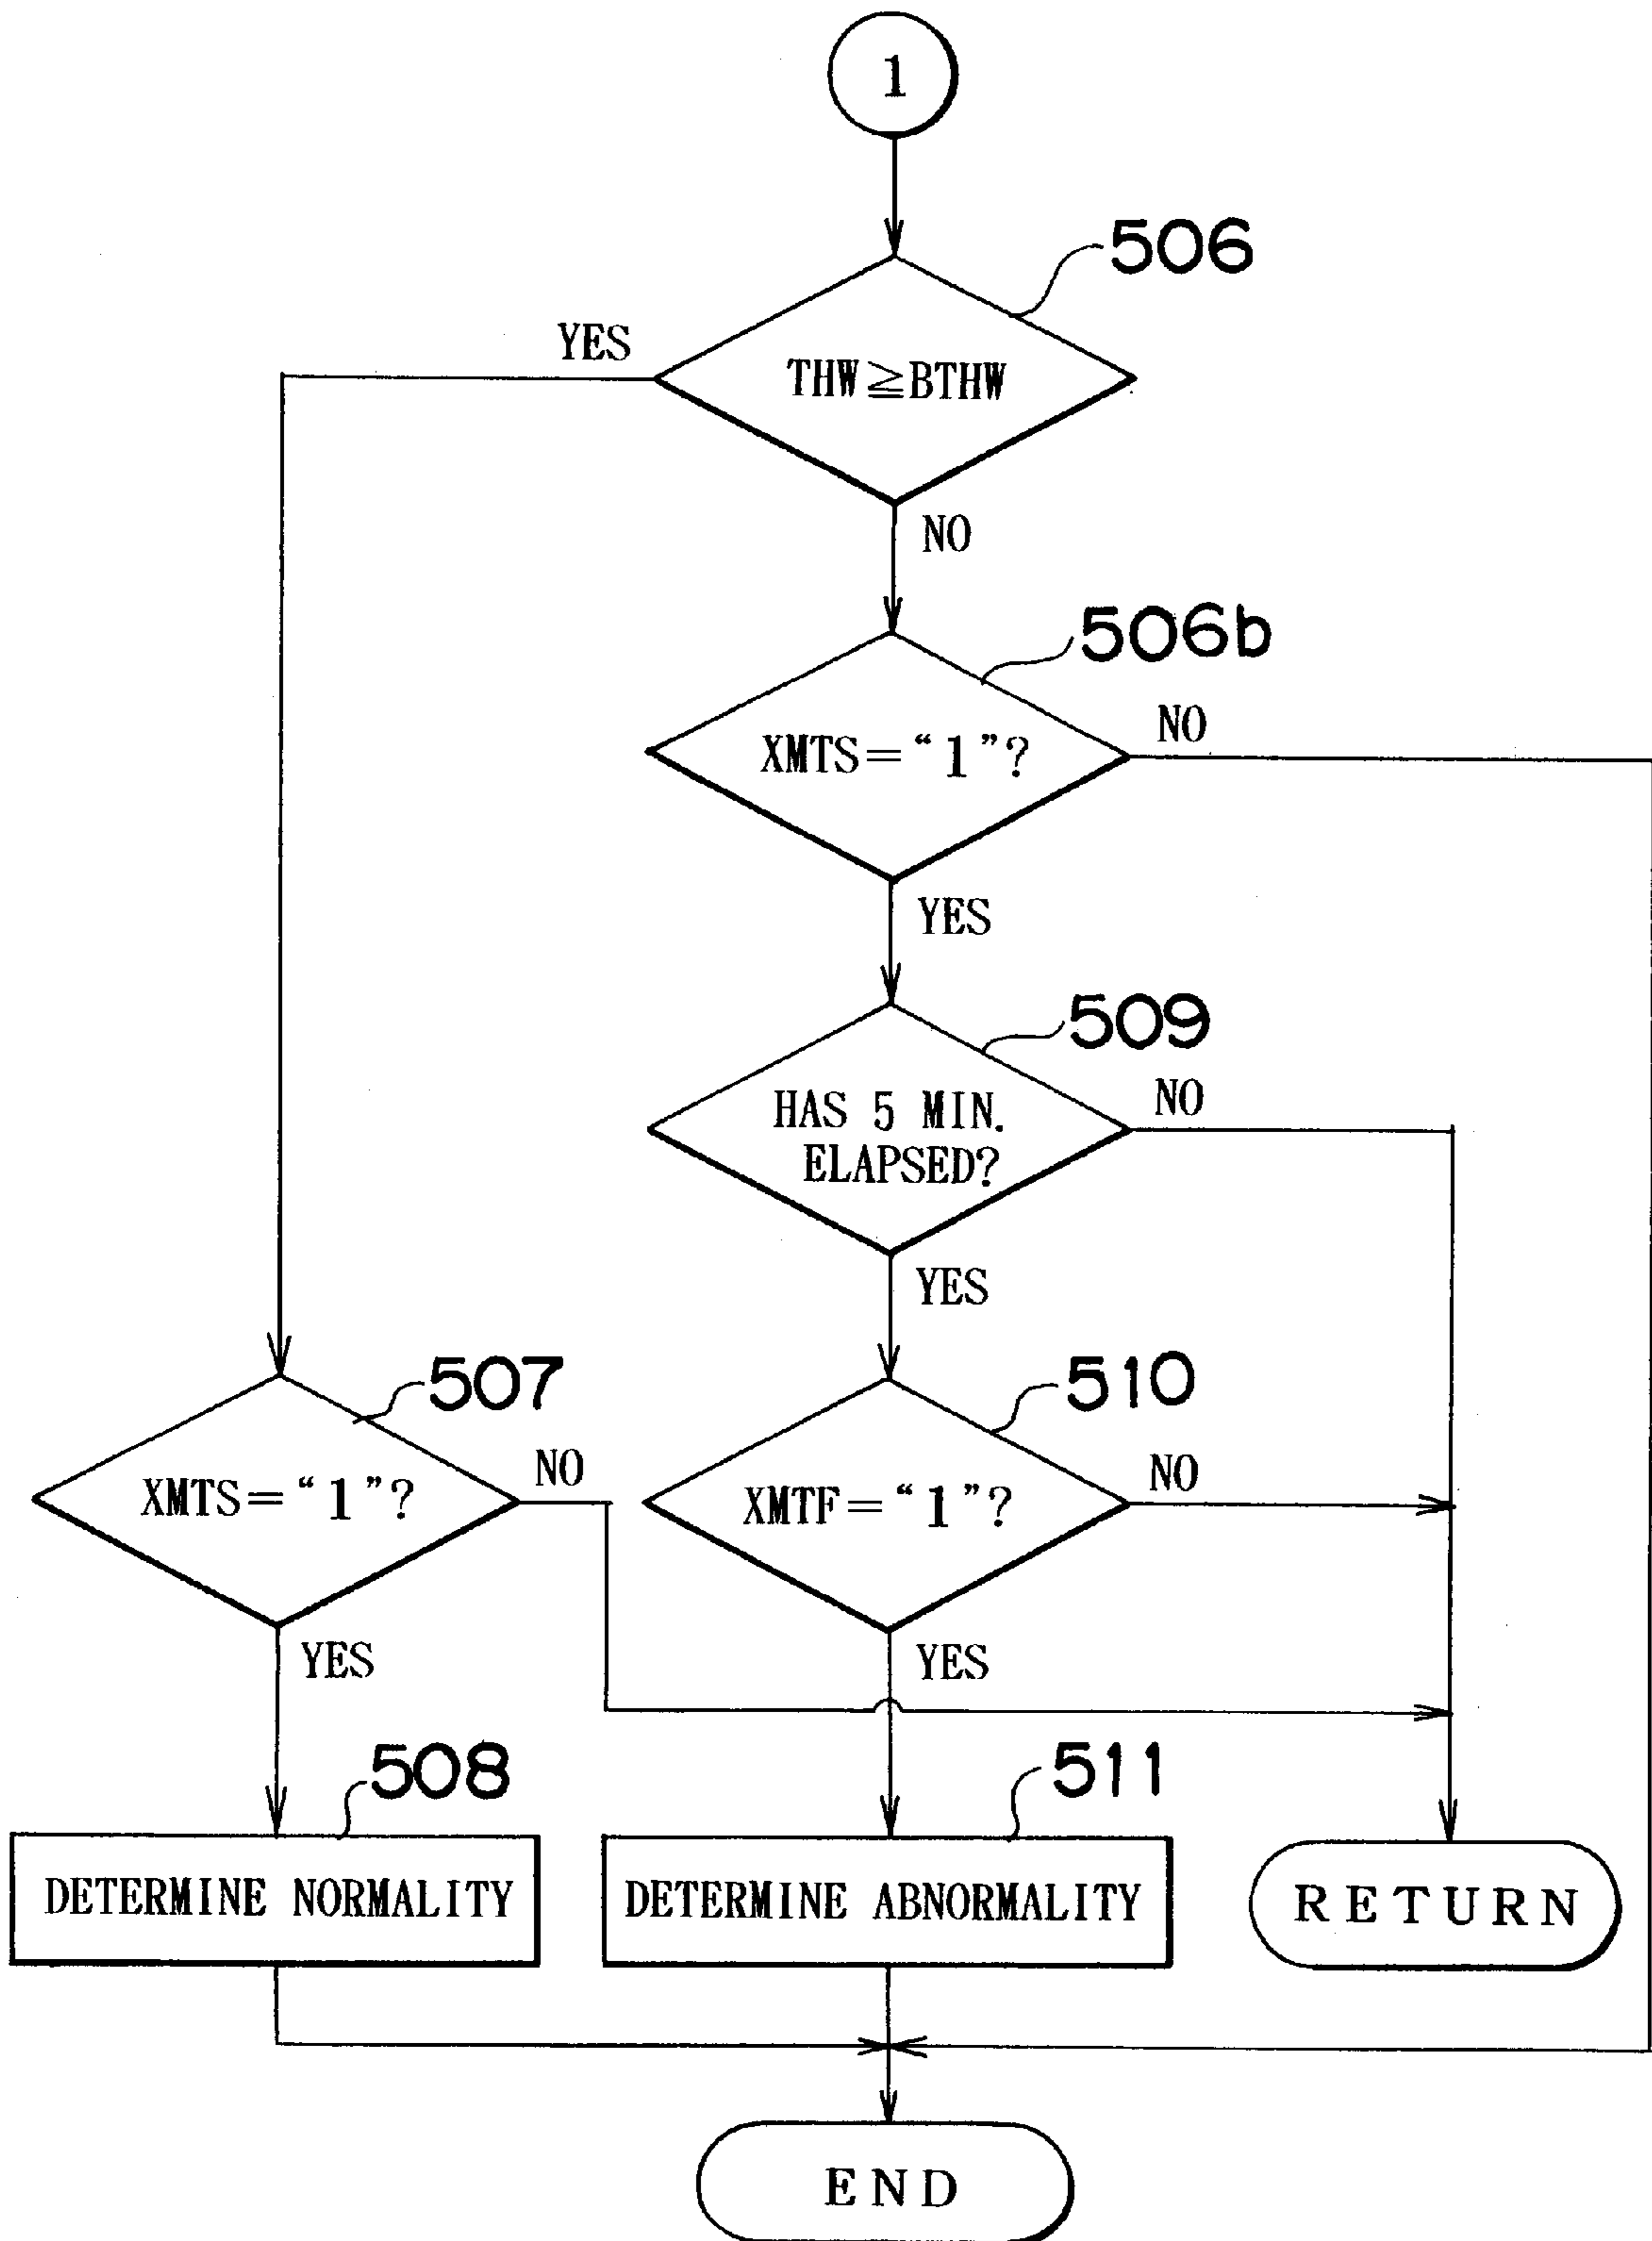 1
506
YES
THW≧BTHW
NO
506b
XMTS=“1”?
NO
YES
509
HAS 5 MIN.
ELAPSED?
NO
YES
507
XMTS=“1”?
NO
510
XMTF=“1”?
NO
YES
YES
508
DETERMINE NORMALITY
511
DETERMINE ABNORMALITY
RETURN
END